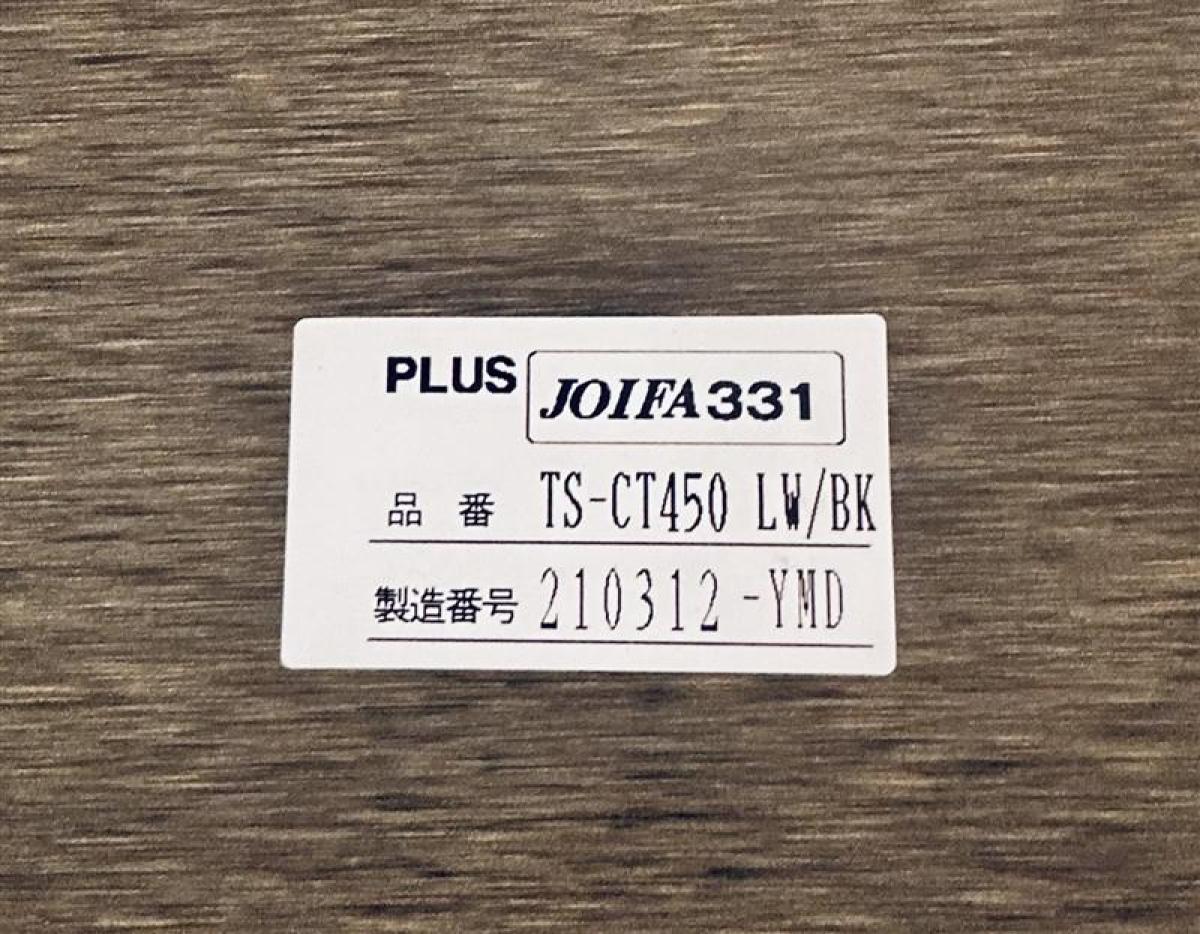 PLUS JOIFA331
品番 TS-CT450 LW/BK
製造番号 210312-YMD